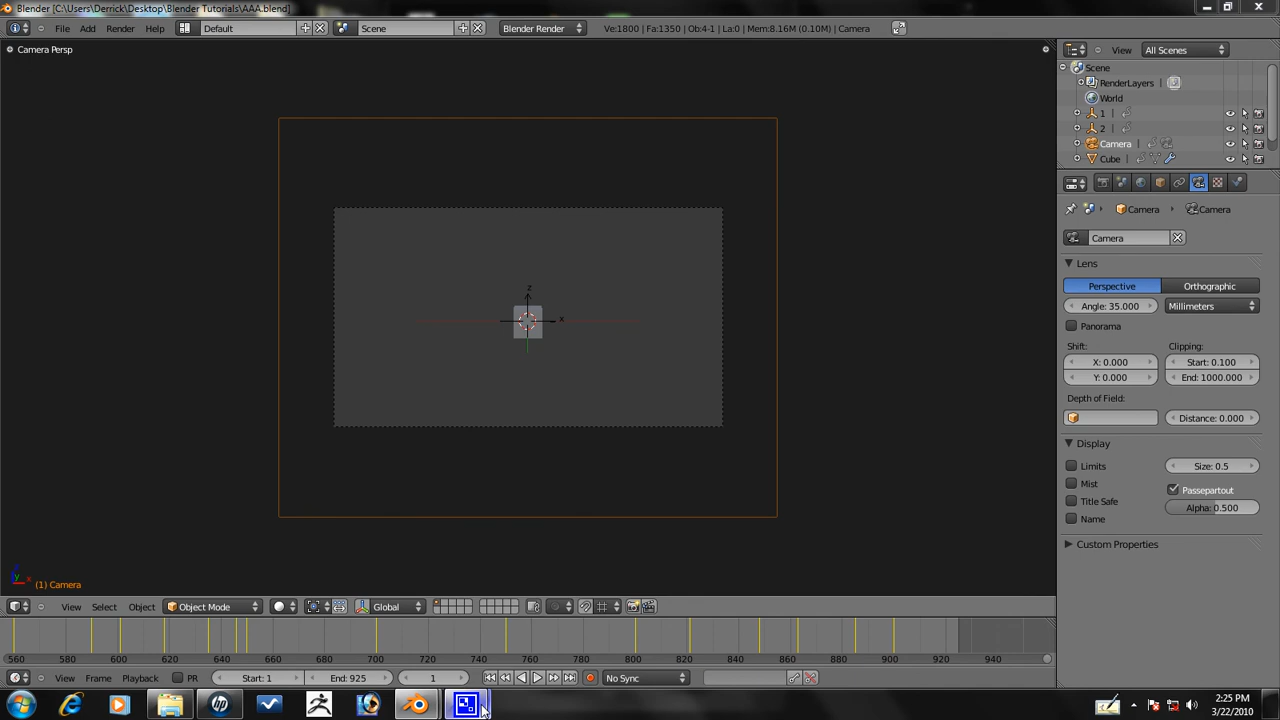 Blender [C:\Users\Derrick\Desktop\Blender Tutorials\AAA.blend]
File Add Render Help Default Scene Blender Render Ve:1800 | Fa:1350 | Ob:4-1 | La:0 | Mem:8.16M (0.10M) | Camera
Camera Persp
View All Scenes
Scene
RenderLayers
World
1
2
Camera
Cube
Camera Camera
Camera
Lens
Perspective Orthographic
Angle: 35.000 Millimeters
Panorama
Shift: Clipping:
X: 0.000 Start: 0.100
Y: 0.000 End: 1000.000
Depth of Field:
Distance: 0.000
Display
Limits Size: 0.5
Mist Passepartout
Title Safe Alpha: 0.500
Name
Custom Properties
z
x
y x
(1) Camera
View Select Object Object Mode Global
560 580 600 620 640 660 680 700 720 740 760 780 800 820 840 860 880 900 920 940
View Frame Playback PR Start: 1 End: 925 1 No Sync
2:25 PM
3/22/2010